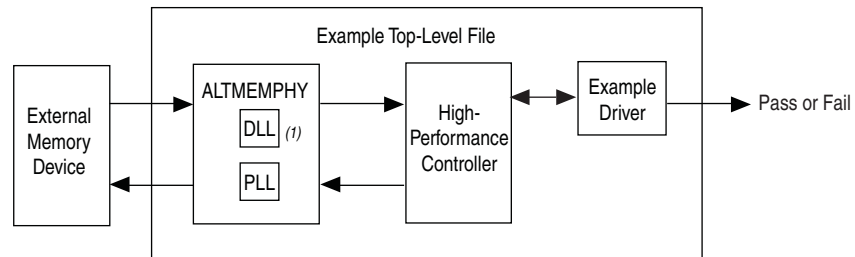 Example Top-Level File
External
Memory
Device
ALTMEMPHY
DLL (1)
PLL
High-
Performance
Controller
Example
Driver
Pass or Fail